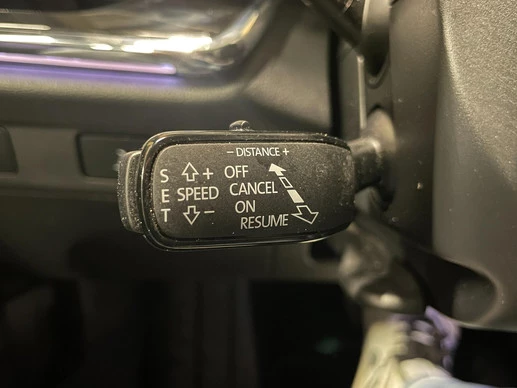 - DISTANCE +
S + OFF
E SPEED CANCEL
T - ON
RESUME